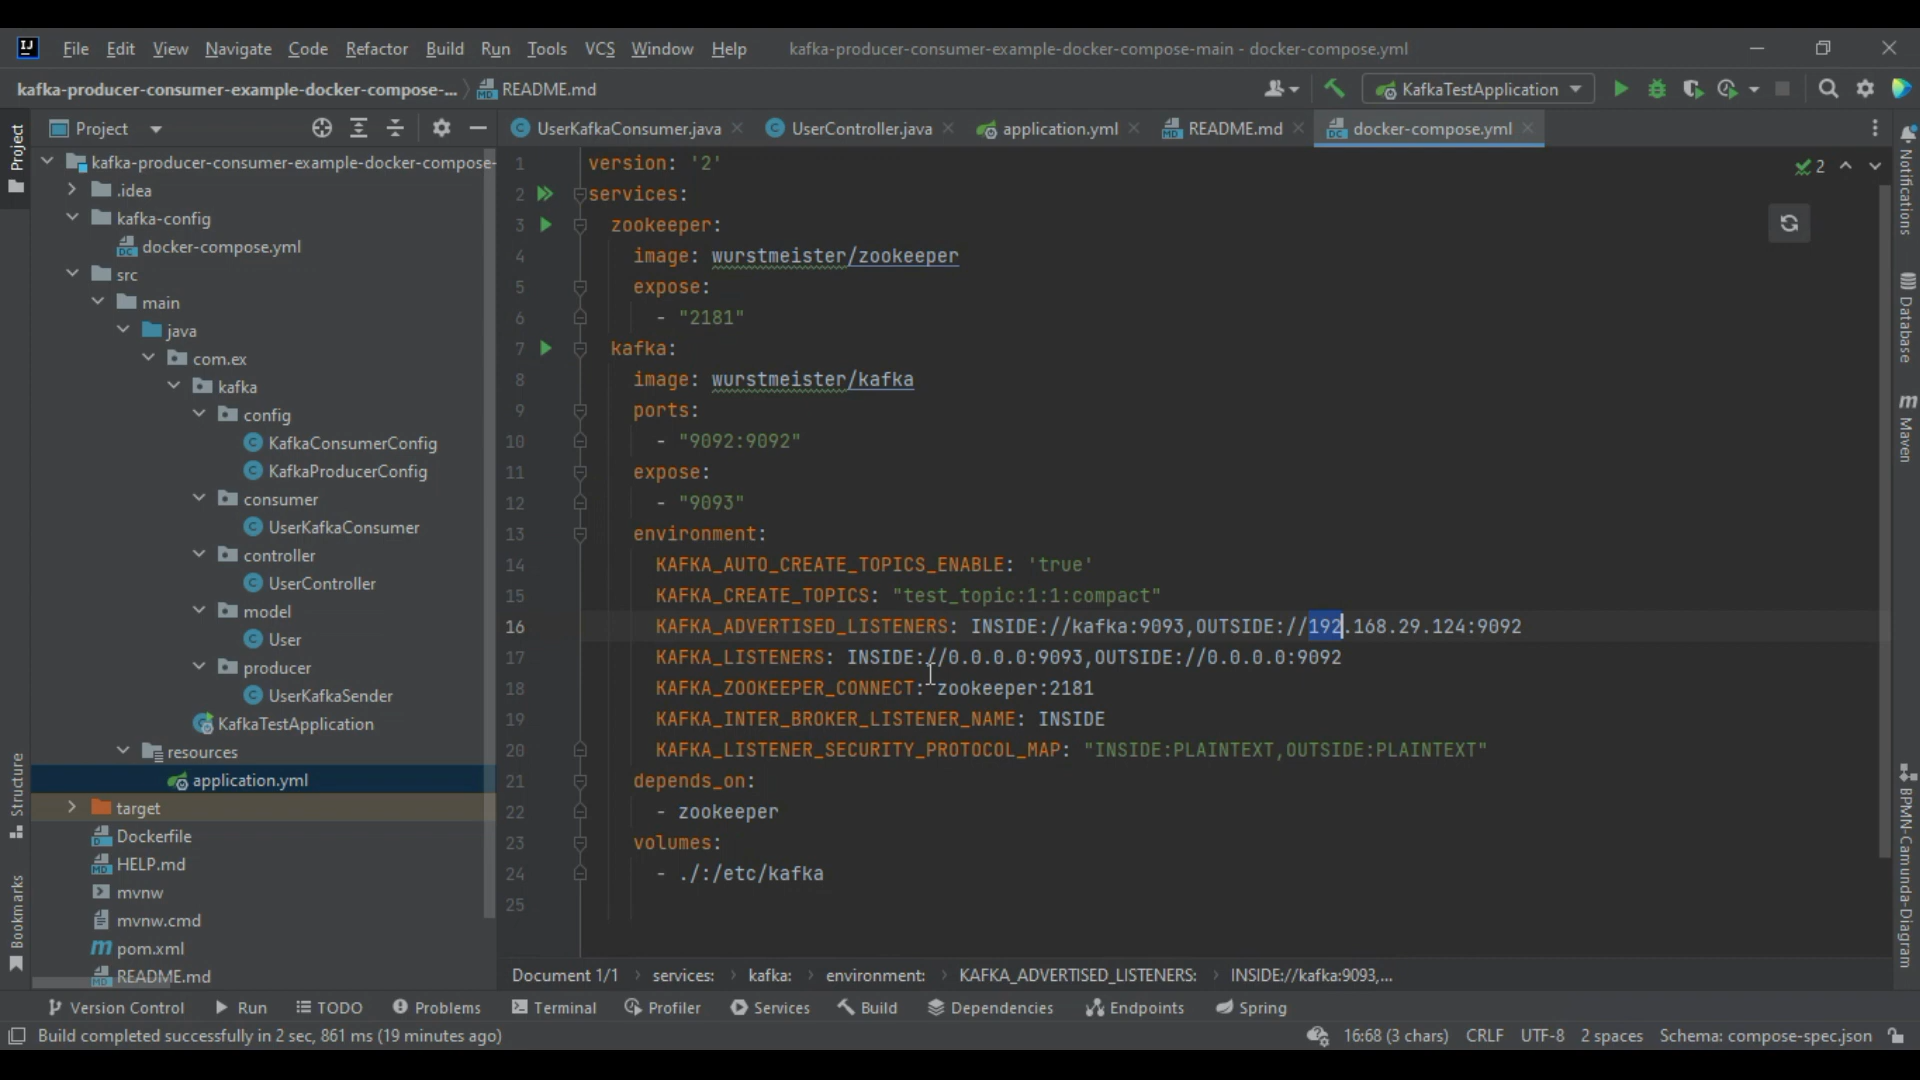 IJ
File Edit View Navigate Code Refactor Build Run Tools VCS Window Help kafka-producer-consumer-example-docker-compose-main - docker-compose.yml
kafka-producer-consumer-example-docker-compose-... README.md KafkaTestApplication
Project
Project
UserKafkaConsumer.java UserController.java application.yml README.md docker-compose.yml
kafka-producer-consumer-example-docker-compose-
.idea
kafka-config
docker-compose.yml
src
main
java
com.ex
kafka
config
KafkaConsumerConfig
KafkaProducerConfig
consumer
UserKafkaConsumer
controller
UserController
model
User
producer
UserKafkaSender
KafkaTestApplication
resources
application.yml
target
Dockerfile
HELP.md
mvnw
mvnw.cmd
pom.xml
README.md
Structure
Bookmarks
1 version: '2'
2 services:
3 zookeeper:
4 image: wurstmeister/zookeeper
5 expose:
6 - "2181"
7 kafka:
8 image: wurstmeister/kafka
9 ports:
10 - "9092:9092"
11 expose:
12 - "9093"
13 environment:
14 KAFKA_AUTO_CREATE_TOPICS_ENABLE: 'true'
15 KAFKA_CREATE_TOPICS: "test_topic:1:1:compact"
16 KAFKA_ADVERTISED_LISTENERS: INSIDE://kafka:9093,OUTSIDE://192.168.29.124:9092
17 KAFKA_LISTENERS: INSIDE://0.0.0.0:9093,OUTSIDE://0.0.0.0:9092
18 KAFKA_ZOOKEEPER_CONNECT: zookeeper:2181
19 KAFKA_INTER_BROKER_LISTENER_NAME: INSIDE
20 KAFKA_LISTENER_SECURITY_PROTOCOL_MAP: "INSIDE:PLAINTEXT,OUTSIDE:PLAINTEXT"
21 depends_on:
22 - zookeeper
23 volumes:
24 - ./:/etc/kafka
25
2
Notifications
Database
m Maven
BPMN-Camunda-Diagram
Document 1/1 services: kafka: environment: KAFKA_ADVERTISED_LISTENERS: INSIDE://kafka:9093,...
Version Control Run TODO Problems Terminal Profiler Services Build Dependencies Endpoints Spring
Build completed successfully in 2 sec, 861 ms (19 minutes ago) 16:68 (3 chars) CRLF UTF-8 2 spaces Schema: compose-spec.json